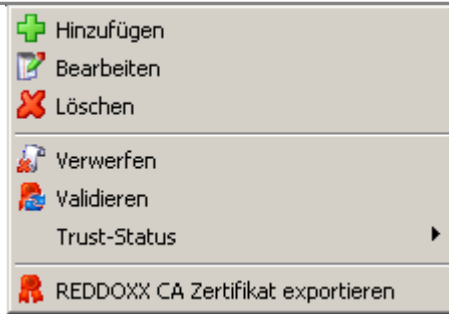 Hinzufügen
Bearbeiten
Löschen
Verwerfen
Validieren
Trust-Status
REDDOXX CA Zertifikat exportieren